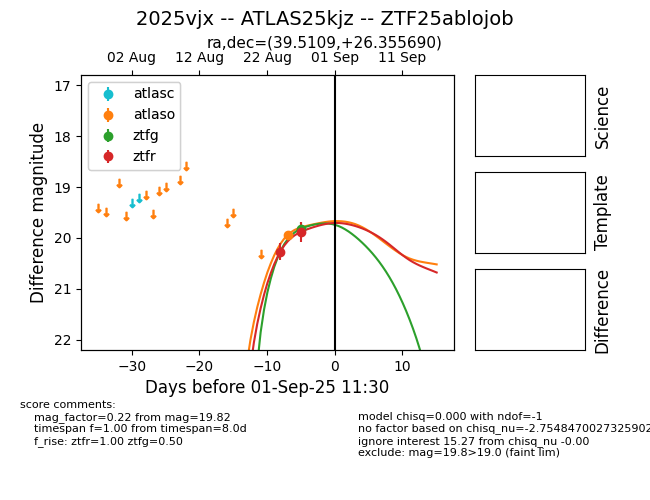 2025vjx -- ATLAS25kjz -- ZTF25ablojob
ra,dec=(39.5109,+26.355690)
02 Aug 12 Aug 22 Aug 01 Sep 11 Sep
atlasc
atlaso
ztfg
ztfr
17
18
19
20
21
22
Difference magnitude
−30 −20 −10 0 10
Days before 01-Sep-25 11:30
Science
Template
Difference
score comments:
mag_factor=0.22 from mag=19.82
timespan f=1.00 from timespan=8.0d
f_rise: ztfr=1.00 ztfg=0.50
model chisq=0.000 with ndof=-1
no factor based on chisq_nu=-2.7548470027325902
ignore interest 15.27 from chisq_nu -0.00
exclude: mag=19.8>19.0 (faint lim)